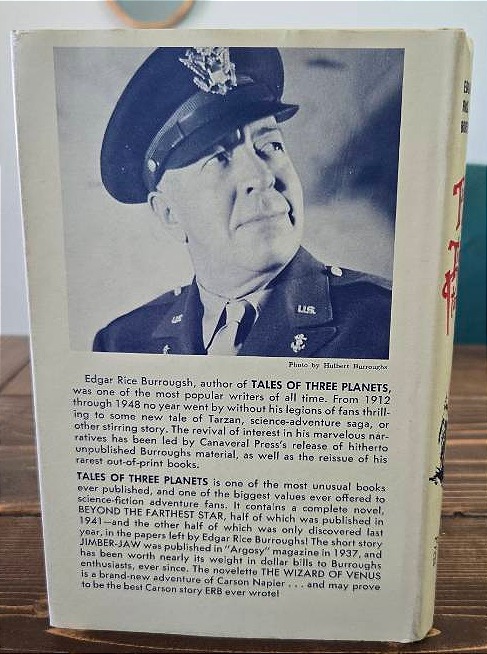 U.S.
U.S.
Photo by Hulbert Burroughs
Edgar Rice Burrougsh, author of TALES OF THREE PLANETS,
was one of the most popular writers of all time. From 1912
through 1948 no year went by without his legions of fans thrill-
ing to some new tale of Tarzan, science-adventure saga, or
other stirring story. The revival of interest in his marvelous nar-
ratives has been led by Canaveral Press's release of hitherto
unpublished Burroughs material, as well as the reissue of his
rarest out-of-print books.
TALES OF THREE PLANETS is one of the most unusual books
ever published, and one of the biggest values ever offered to
science-fiction adventure fans. It contains a complete novel,
BEYOND THE FARTHEST STAR, half of which was published in
1941—and the other half of which was only discovered last
year, in the papers left by Edgar Rice Burroughs! The short story
JIMBER-JAW was published in "Argosy" magazine in 1937, and
has been worth nearly its weight in dollar bills to Burroughs
enthusiasts, ever since. The novelette THE WIZARD OF VENUS
is a brand-new adventure of Carson Napier . . . and may prove
to be the best Carson story ERB ever wrote!